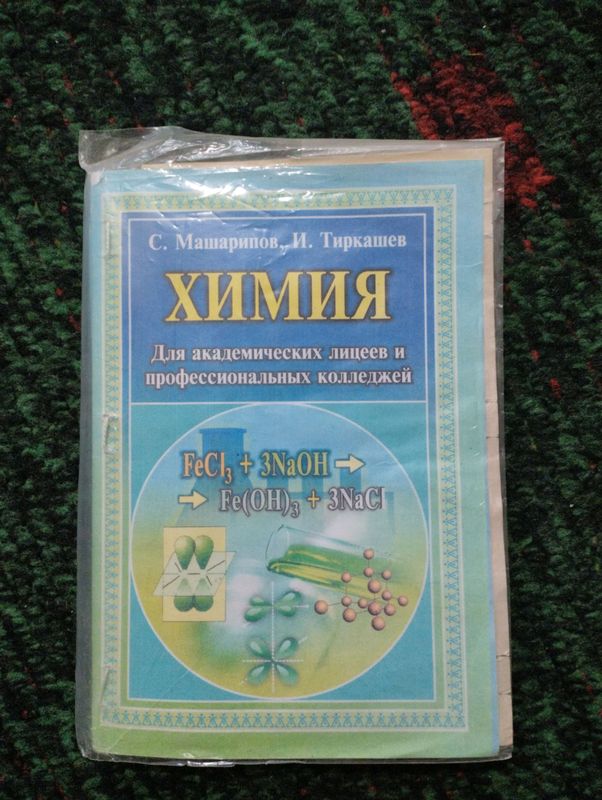 С. Машарипов, И. Тиркашев
ХИМИЯ
Для академических лицеев и
профессиональных колледжей
FeCl₃ + 3NaOH →
→ Fe(OH)₃ + 3NaCl